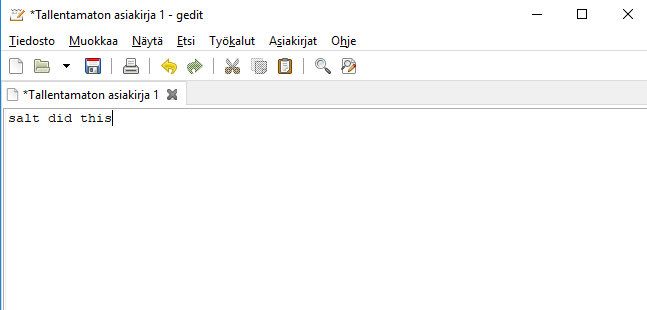 *Tallentamaton asiakirja 1 - gedit
Tiedosto Muokkaa Näytä Etsi Työkalut Asiakirjat Ohje
*Tallentamaton asiakirja 1
salt did this